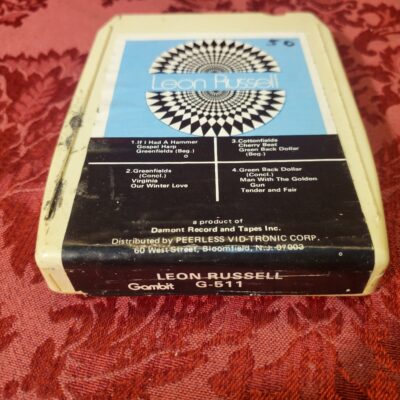 50
Leon Russell
1.If I Had A Hammer
Gospel Harp
Greenfields (Beg.)
2.Greenfields
(Concl.)
Virginia
Our Winter Love
3.Cottonfields
Cherry Beat
Green Back Dollar
(Beg.)
4.Green Back Dollar
(Concl.)
Man With The Golden
Gun
Tender and Fair
a product of
Damont Record and Tapes Inc.
Distributed by PEERLESS VID-TRONIC CORP.
60 West Street, Bloomfield, N.J. 07003
LEON RUSSELL
Gambit G-511